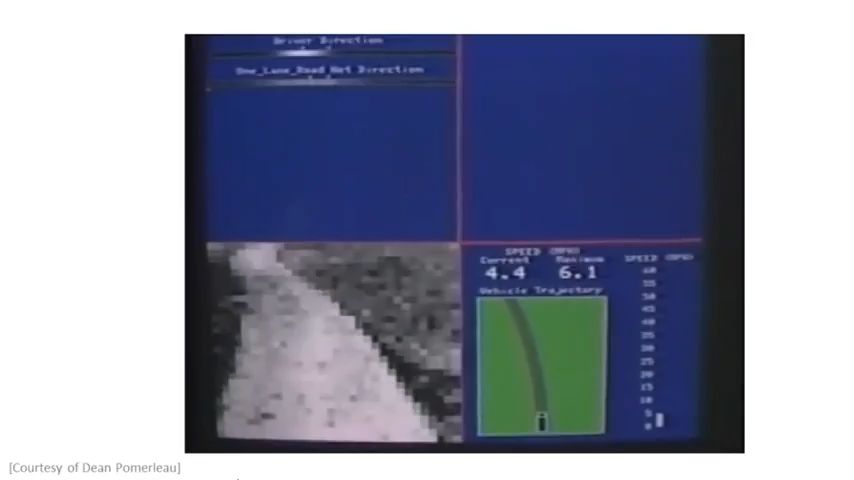 Driver Direction
One_Lane_Road Net Direction
SPEED (MPH)
Current Maximum
4.4 6.1
Vehicle Trajectory
SPEED (MPH)
60
55
50
45
40
35
30
25
20
15
10
5
0
[Courtesy of Dean Pomerleau]